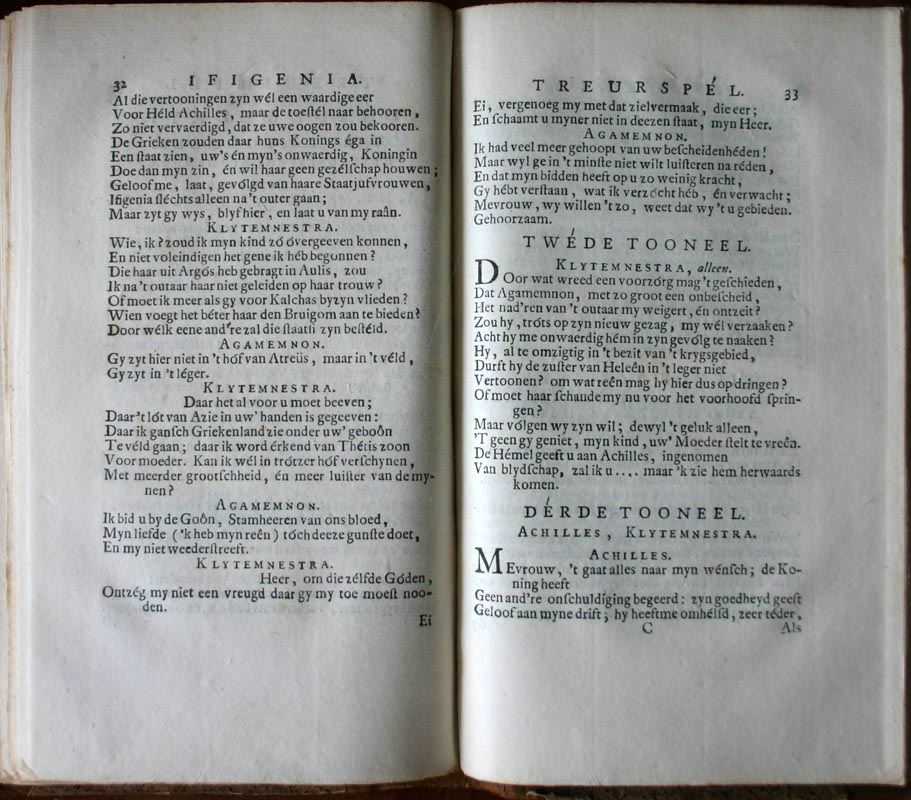 32 IFIGENIA.
Al die vertooningen zyn wél een waardige eer
Voor Héld Achilles, maar de toeftél naar behooren,
Zo niet vervaerdigd, dat ze uwe oogen zou bekooren.
De Grieken zouden daar huns Konings éga in
Een ſtaat zien, uw's én myn's onwaerdig, Koningin
Doe dan myn zin, én wil haar geen gezélſchap houwen;
Geloof me, laat, gevólgd van haare Staatjufvrouwen,
Ifigenia ſléchts alleen na 't outer gaan;
Maar zyt gy wys, blyf hier, en laat u van my raân.
KLYTEMNESTRA.
Wie, ik? zoud ik myn kind zó óvergeeven konnen,
En niet voleindigen het gene ik héb begonnen?
Die haar uit Argós heb gebragt in Aulis, zou
Ik na 't outaar haar niet geleiden op haar trouw?
Of moet ik meer als gy voor Kalchas byzyn vlieden?
Wien voegt het béter haar den Bruigom aan te bieden?
Door wélk eene and're zal die ſtaatſi zyn beſtéld.
AGAMEMNON.
Gy zyt hier niet in 't hóf van Atreüs, maar in 't véld,
Gy zyt in 't léger.
KLYTEMNESTRA.
Daar het al voor u moet beeven;
Daar 't lót van Azie in uw' handen is gegeeven:
Daar ik ganſch Griekenland zie onder uw' geboôn
Te véld gaan; daar ik word érkend van Thétis zoon
Voor moeder. Kan ik wél in trótzer hóf verſchynen,
Met meerder grootſchheid, én meer luiſter van de my-
nen?
AGAMEMNON.
Ik bid u by de Goôn, Stamheeren van ons bloed,
Myn liefde ('k heb myn reên) tóch deeze gunſte doet,
En my niet weederſtreeft.
KLYTEMNESTRA.
Heer, om die zélfde Góden,
Ontzég my niet een vreugd daar gy my toe moeſt noo-
den.
Ei
TREURSPÉL. 33
Ei, vergenoeg my met dat zielvermaak, die eer;
En ſchaamt u myner niet in deezen ſtaat, myn Heer.
AGAMEMNON.
Ik had veel meer gehoopt van uw beſcheidenhéden!
Maar wyl ge in 't minſte niet wilt luiſteren na réden,
En dat myn bidden heeft op u zo weinig kracht,
Gy hébt verſtaan, wat ik verzócht héb, én verwacht;
Mevrouw, wy willen 't zo, weet dat wy 't u gebieden.
Gehoorzaam.
TWÉDE TOONEEL.
KLYTEMNESTRA, alleen.
DOor wat wreed een voorzórg mag 't geſchieden,
Dat Agamemnon, met zo groot een onbeſcheid,
Het nad'ren van 't outaar my weigert, én ontzeit?
Zou hy, tróts op zyn nieuw gezag, my wél verzaaken?
Acht hy me onwaerdig hém in zyn gevólg te naaken?
Hy, al te omzigtig in 't bezit van 't krygsgebied,
Durft hy de zuſter van Heleên in 't leger niet
Vertoonen? om wat reên mag hy hier dus op dringen?
Of moet haar ſchande my nu voor het voorhoofd ſprin-
gen?
Maar vólgen wy zyn wil; dewyl 't geluk alleen,
'T geen gy geniet, myn kind, uw' Moeder ſtelt te vreên.
De Hémel geeft u aan Achilles, ingenomen
Van blydſchap, zal ik u.... maar 'k zie hem herwaards
komen.
DÉRDE TOONEEL.
ACHILLES, KLYTEMNESTRA.
ACHILLES.
MEvrouw, 't gaat alles naar myn wénſch; de Ko-
ning heeft
Geen and're onſchuldiging begeerd: zyn goedheyd geeft
Geloof aan myne drift; hy heeft me omhélſd, zeer téder,
C Als